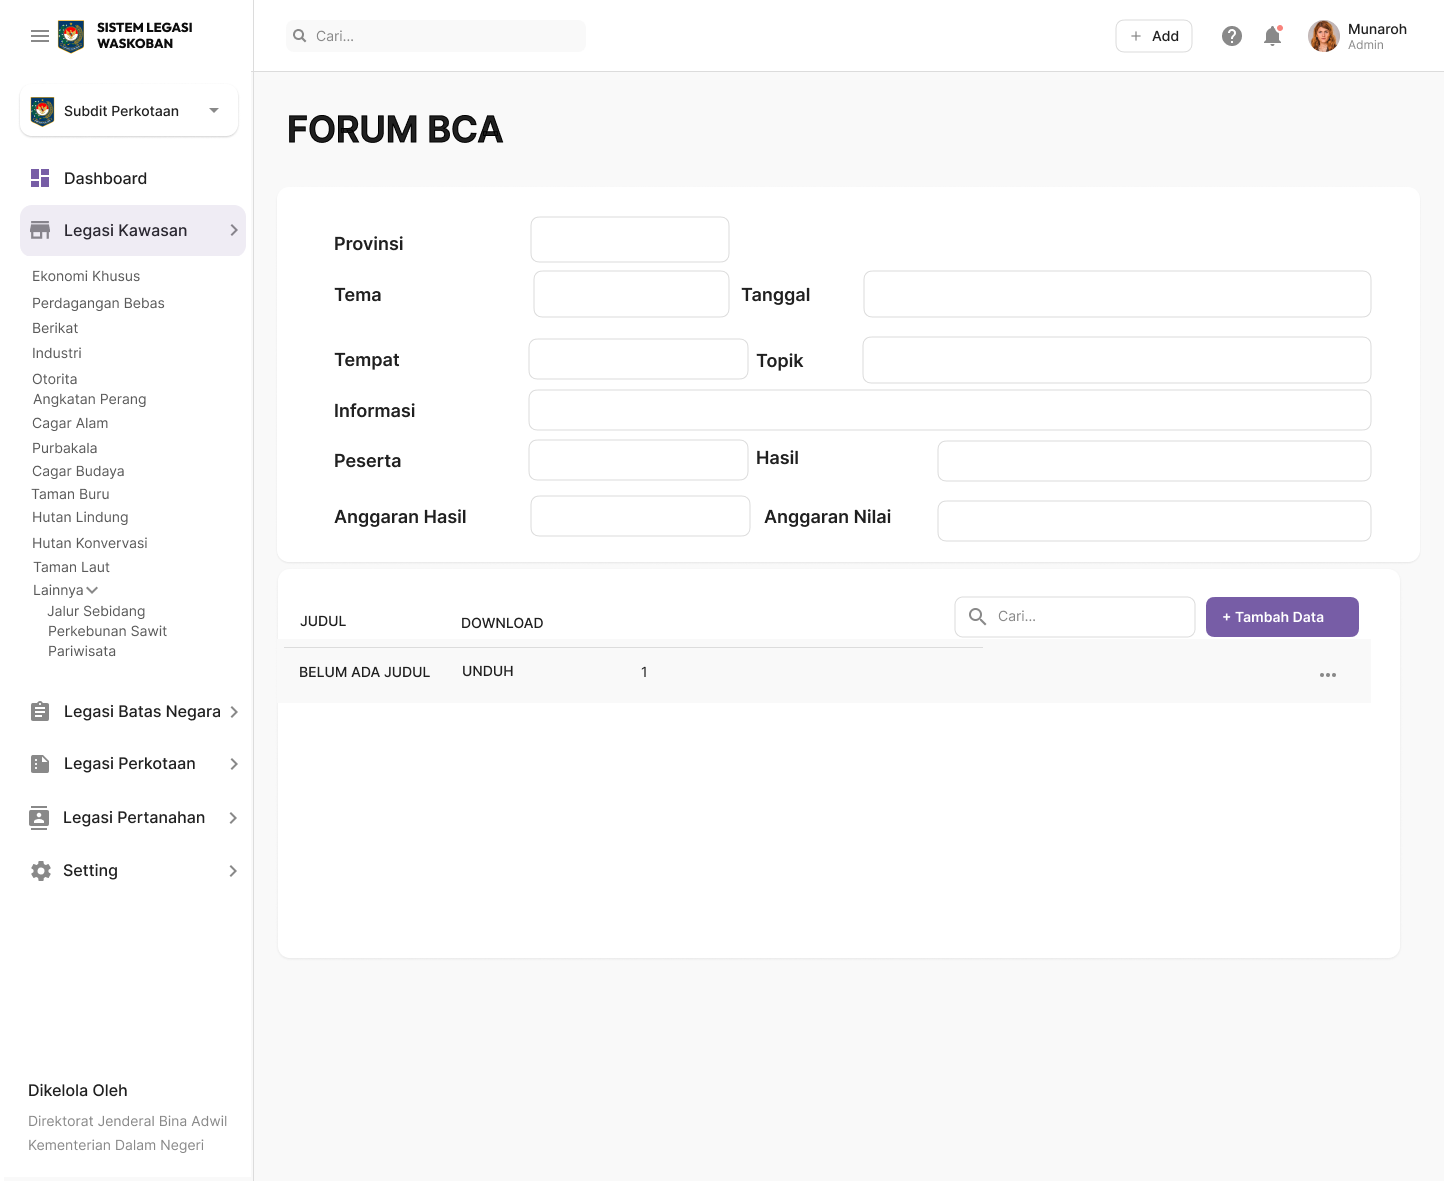 SISTEM LEGASI
WASKOBAN
Cari...
+ Add
Munaroh
Admin
Subdit Perkotaan
Dashboard
Legasi Kawasan
Ekonomi Khusus
Perdagangan Bebas
Berikat
Industri
Otorita
Angkatan Perang
Cagar Alam
Purbakala
Cagar Budaya
Taman Buru
Hutan Lindung
Hutan Konvervasi
Taman Laut
Lainnya
Jalur Sebidang
Perkebunan Sawit
Pariwisata
Legasi Batas Negara
Legasi Perkotaan
Legasi Pertanahan
Setting
Dikelola Oleh
Direktorat Jenderal Bina Adwil
Kementerian Dalam Negeri
FORUM BCA
Provinsi
Tema Tanggal
Tempat Topik
Informasi
Peserta Hasil
Anggaran Hasil Anggaran Nilai
JUDUL DOWNLOAD Cari... + Tambah Data
BELUM ADA JUDUL UNDUH 1